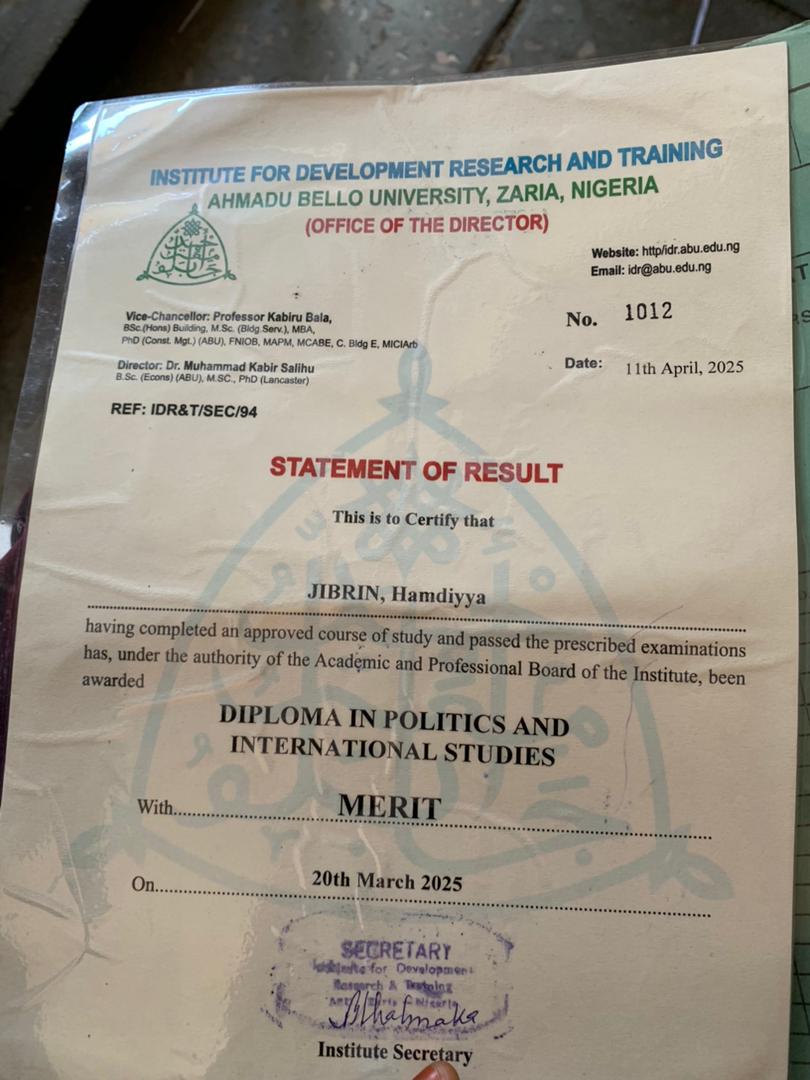 INSTITUTE FOR DEVELOPMENT RESEARCH AND TRAINING
AHMADU BELLO UNIVERSITY, ZARIA, NIGERIA
(OFFICE OF THE DIRECTOR)
Website: http/idr.abu.edu.ng
Email: idr@abu.edu.ng
Vice-Chancellor: Professor Kabiru Bala,
BSc.(Hons) Building, M.Sc. (Bldg Serv.), MBA,
PhD (Const. Mgt.) (ABU), FNIOB, MAPM, MCABE, C. Bldg E, MICIArb
No. 1012
Director: Dr. Muhammad Kabir Salihu
B.Sc. (Econs) (ABU), M.SC., PhD (Lancaster)
Date: 11th April, 2025
REF: IDR&T/SEC/94
STATEMENT OF RESULT
This is to Certify that
JIBRIN, Hamdiyya
having completed an approved course of study and passed the prescribed examinations
has, under the authority of the Academic and Professional Board of the Institute, been
awarded
DIPLOMA IN POLITICS AND
INTERNATIONAL STUDIES
With MERIT
On 20th March 2025
SECRETARY
Institute for Development
Research & Training
Institute Secretary